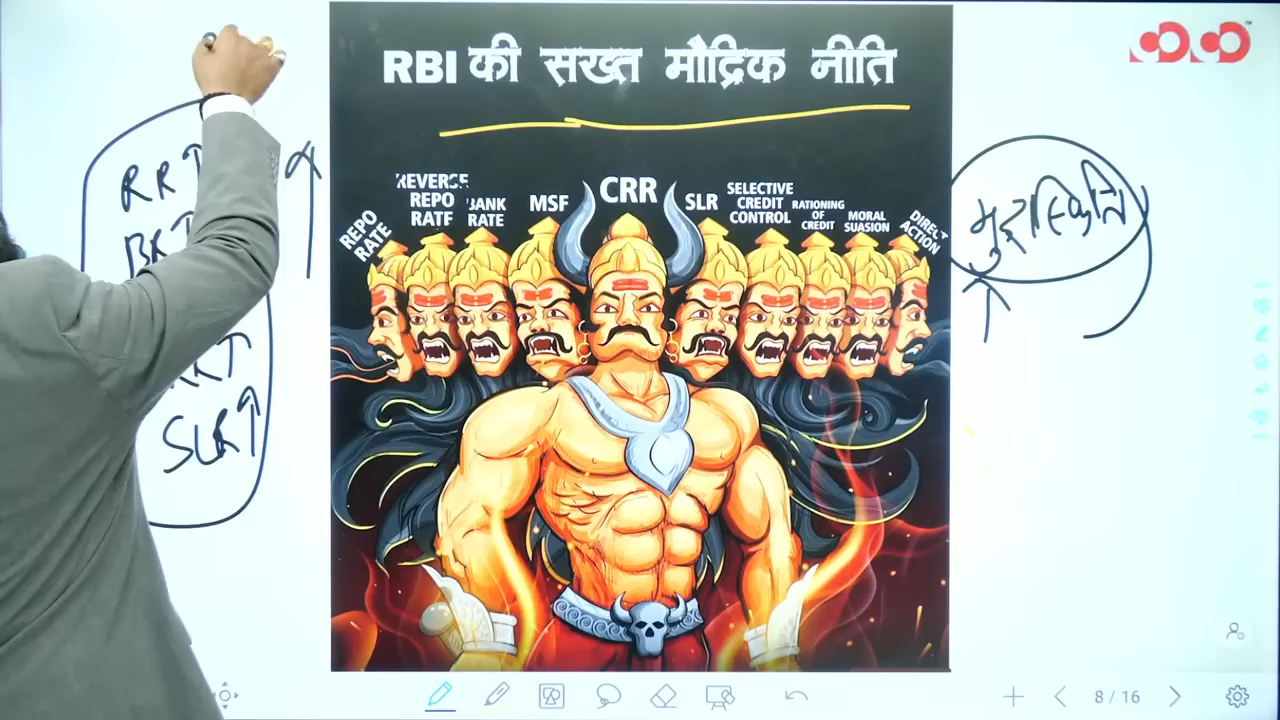 RBI की सख्त मौद्रिक नीति
REPO
RATE
REVERSE
REPO
RATE
BANK
RATE
MSF
CRR
SLR
SELECTIVE
CREDIT
CONTROL
RATIONING
OF
CREDIT
MORAL
SUASION
DIRECT
ACTION
RR↑
SLR↑
मुद्रास्फिति
8 / 16